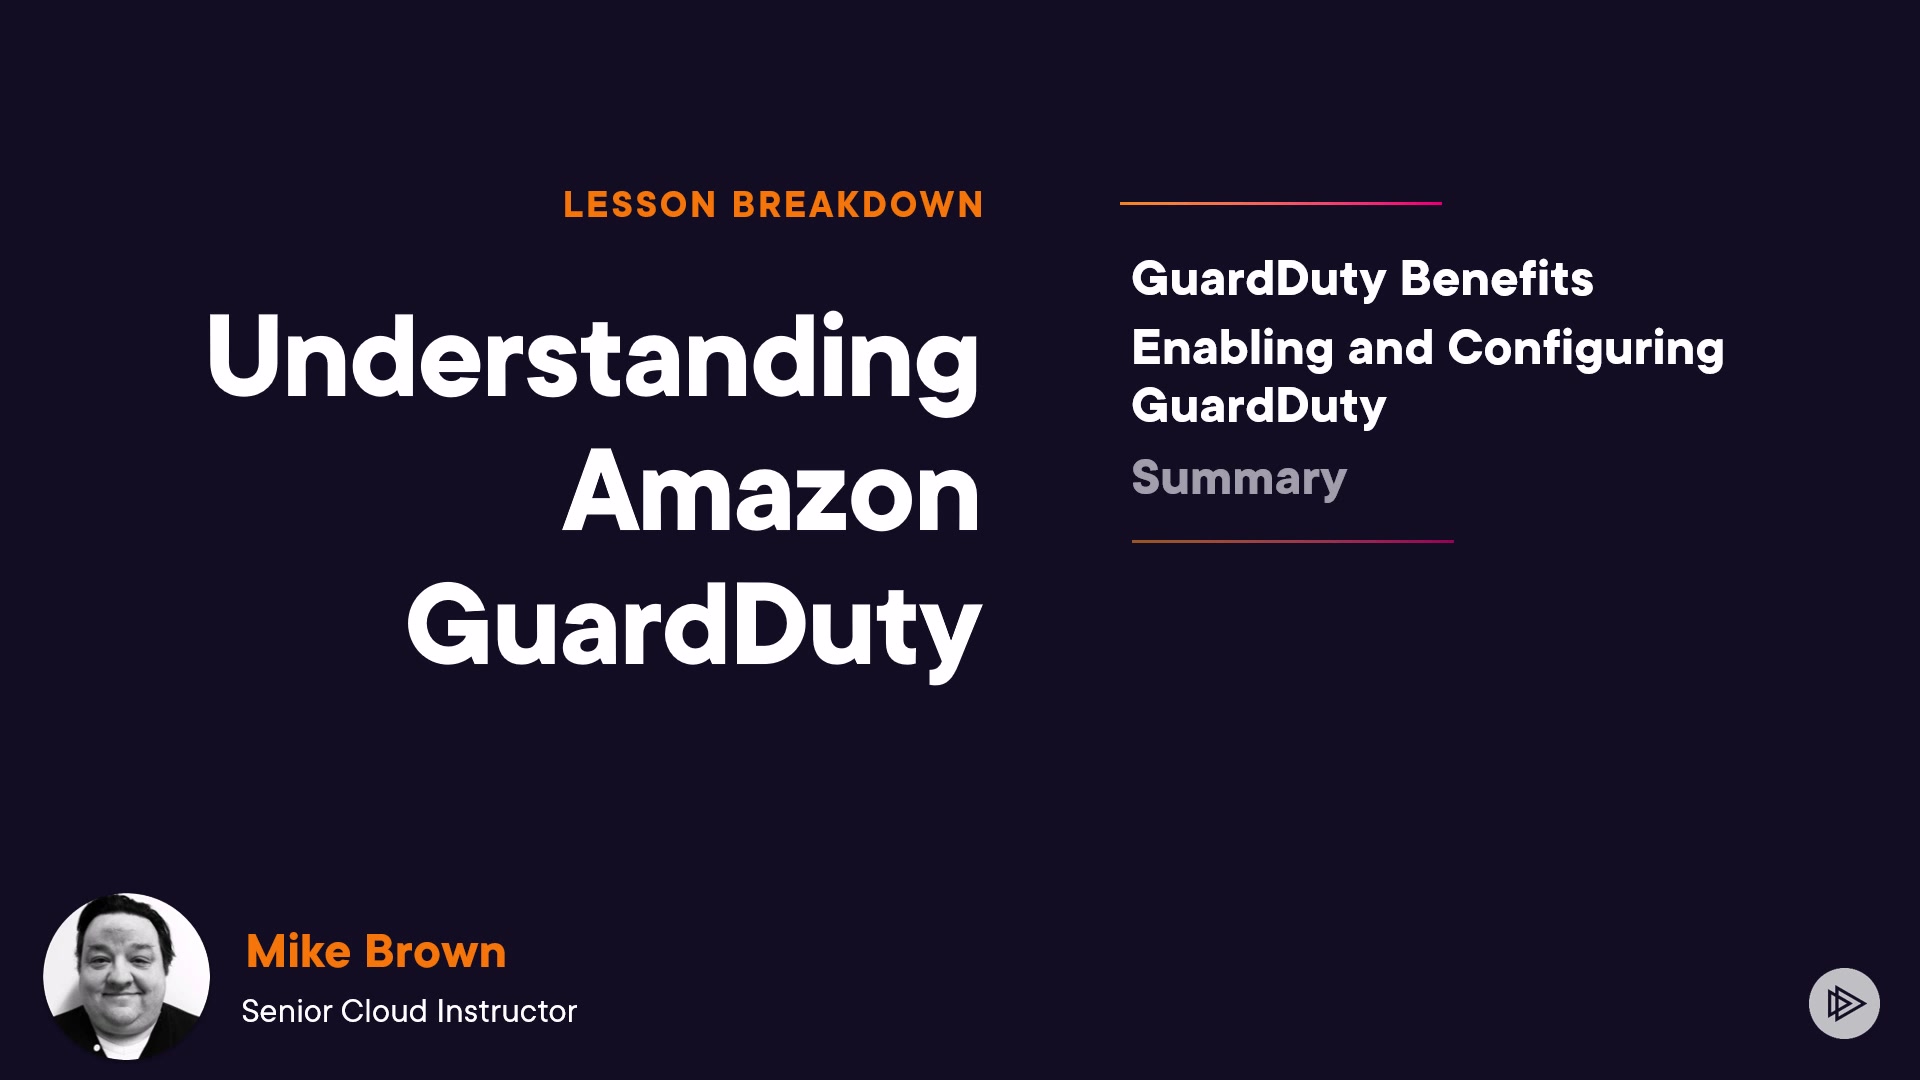 LESSON BREAKDOWN
Understanding
Amazon
GuardDuty
GuardDuty Benefits
Enabling and Configuring
GuardDuty
Summary
Mike Brown
Senior Cloud Instructor